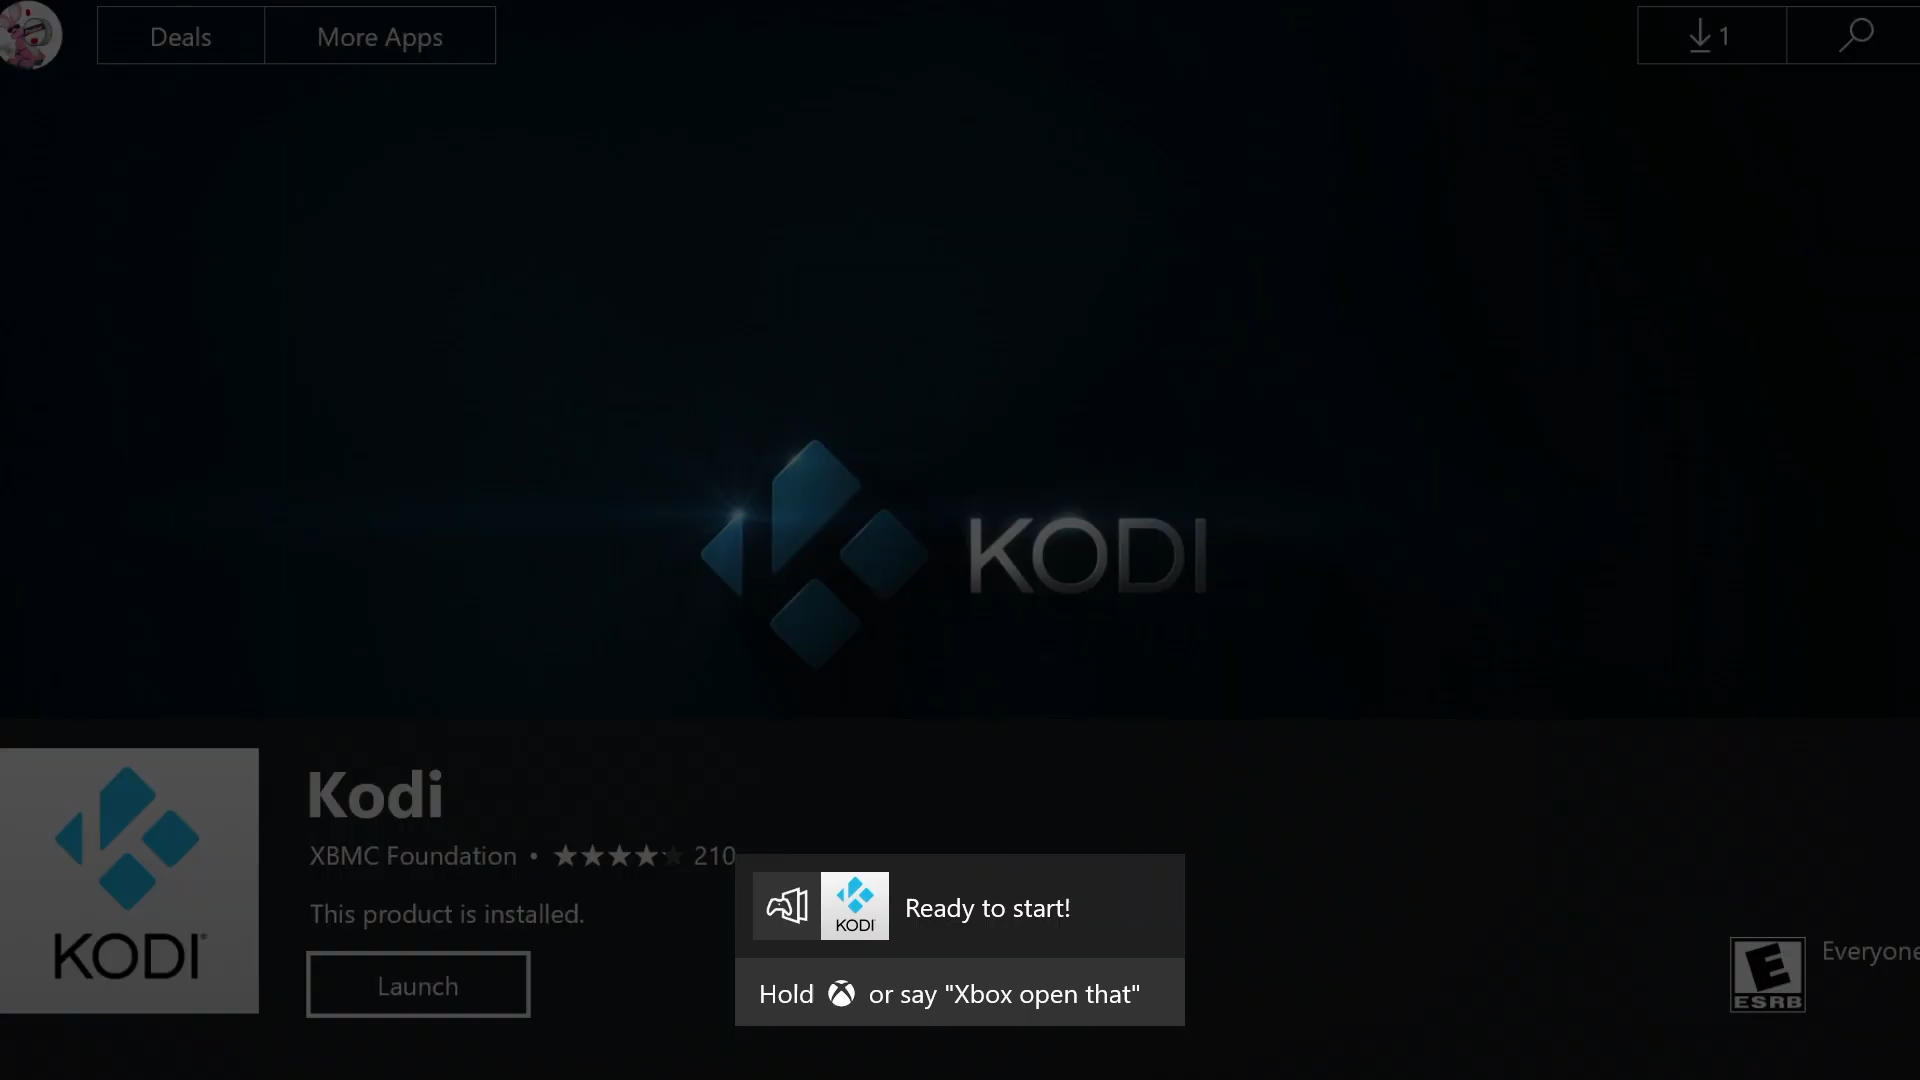 Deals
More Apps
1
KODI
KODI®
Kodi
XBMC Foundation • ★★★★★ 210
This product is installed.
Launch
KODI
Ready to start!
Hold or say "Xbox open that"
E
ESRB
Everyone